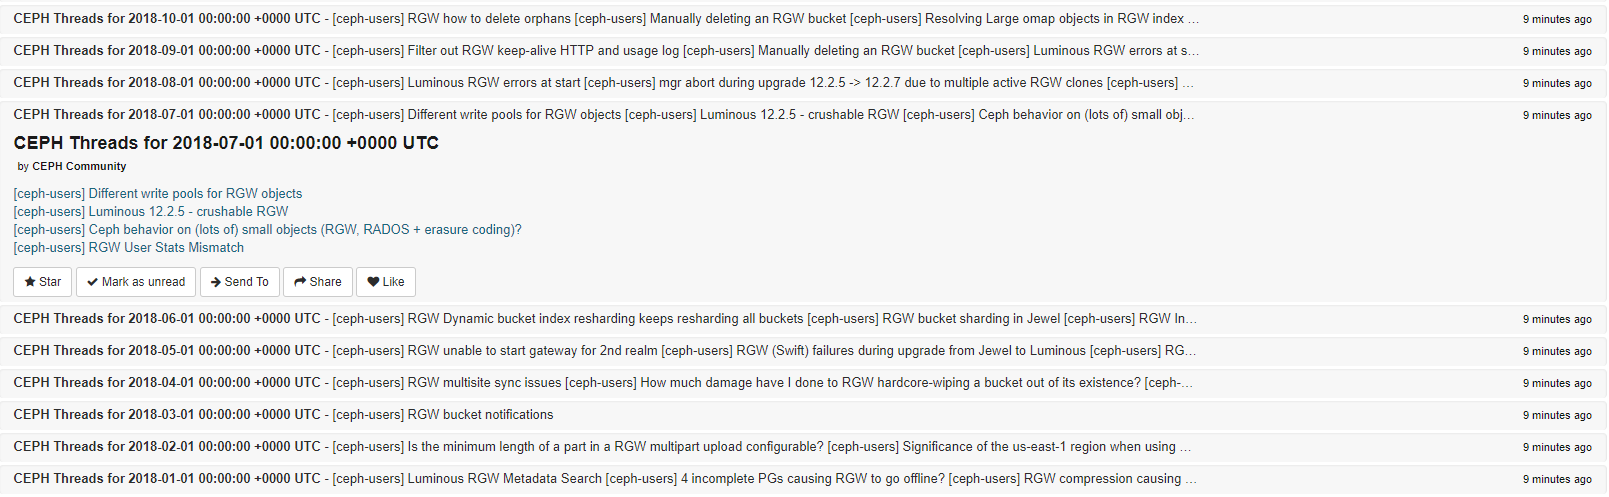 CEPH Threads for 2018-10-01 00:00:00 +0000 UTC - [ceph-users] RGW how to delete orphans [ceph-users] Manually deleting an RGW bucket [ceph-users] Resolving Large omap objects in RGW index ... 9 minutes ago
CEPH Threads for 2018-09-01 00:00:00 +0000 UTC - [ceph-users] Filter out RGW keep-alive HTTP and usage log [ceph-users] Manually deleting an RGW bucket [ceph-users] Luminous RGW errors at s... 9 minutes ago
CEPH Threads for 2018-08-01 00:00:00 +0000 UTC - [ceph-users] Luminous RGW errors at start [ceph-users] mgr abort during upgrade 12.2.5 -> 12.2.7 due to multiple active RGW clones [ceph-users] ... 9 minutes ago
CEPH Threads for 2018-07-01 00:00:00 +0000 UTC - [ceph-users] Different write pools for RGW objects [ceph-users] Luminous 12.2.5 - crushable RGW [ceph-users] Ceph behavior on (lots of) small obj... 9 minutes ago
CEPH Threads for 2018-07-01 00:00:00 +0000 UTC
by CEPH Community
[ceph-users] Different write pools for RGW objects
[ceph-users] Luminous 12.2.5 - crushable RGW
[ceph-users] Ceph behavior on (lots of) small objects (RGW, RADOS + erasure coding)?
[ceph-users] RGW User Stats Mismatch
Star Mark as unread Send To Share Like
CEPH Threads for 2018-06-01 00:00:00 +0000 UTC - [ceph-users] RGW Dynamic bucket index resharding keeps resharding all buckets [ceph-users] RGW bucket sharding in Jewel [ceph-users] RGW In... 9 minutes ago
CEPH Threads for 2018-05-01 00:00:00 +0000 UTC - [ceph-users] RGW unable to start gateway for 2nd realm [ceph-users] RGW (Swift) failures during upgrade from Jewel to Luminous [ceph-users] RG... 9 minutes ago
CEPH Threads for 2018-04-01 00:00:00 +0000 UTC - [ceph-users] RGW multisite sync issues [ceph-users] How much damage have I done to RGW hardcore-wiping a bucket out of its existence? [ceph-... 9 minutes ago
CEPH Threads for 2018-03-01 00:00:00 +0000 UTC - [ceph-users] RGW bucket notifications 9 minutes ago
CEPH Threads for 2018-02-01 00:00:00 +0000 UTC - [ceph-users] Is the minimum length of a part in a RGW multipart upload configurable? [ceph-users] Significance of the us-east-1 region when using ... 9 minutes ago
CEPH Threads for 2018-01-01 00:00:00 +0000 UTC - [ceph-users] Luminous RGW Metadata Search [ceph-users] 4 incomplete PGs causing RGW to go offline? [ceph-users] RGW compression causing ... 9 minutes ago